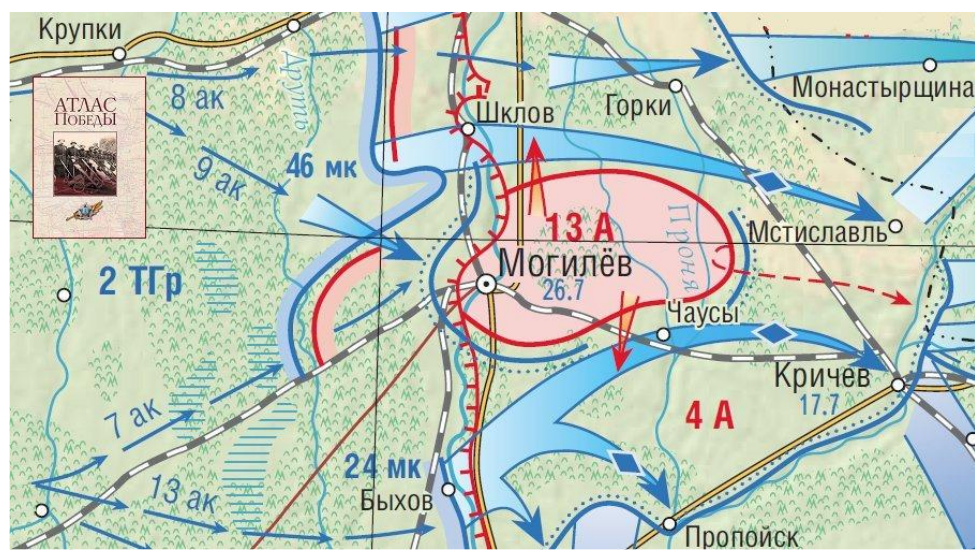 Крупки
8 ак
АТЛАС
ПОБЕДЫ
Друть
Шклов
Горки
Монастырщина
9 ак
46 мк
13 А
Проня
Мстиславль
2 ТГр
Могилёв
26.7
Чаусы
Кричев
17.7
7 ак
4 А
24 мк
13 ак
Быхов
Пропойск